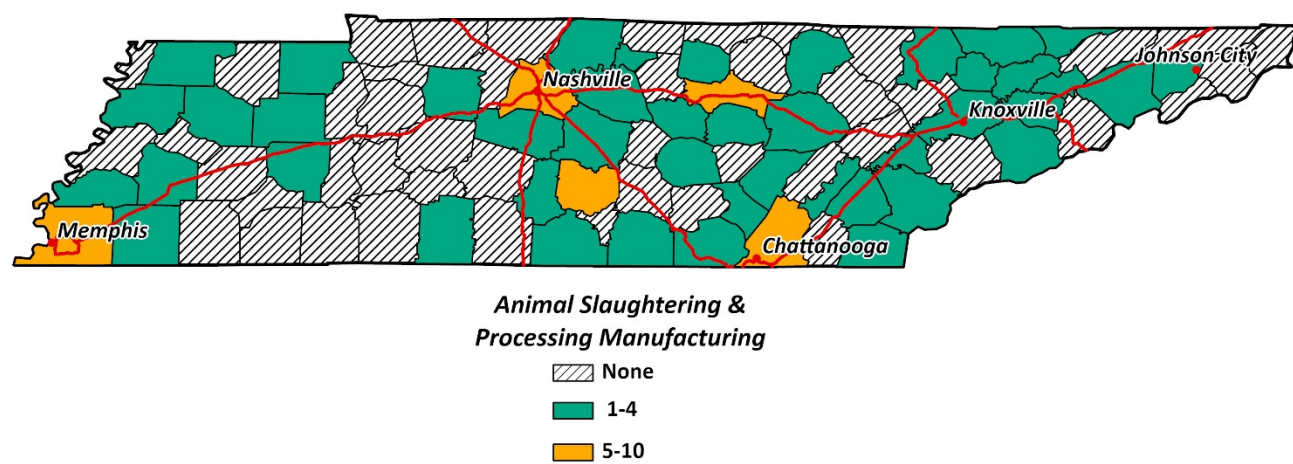 Johnson City
Nashville
Knoxville
Memphis
Chattanooga
Animal Slaughtering &
Processing Manufacturing
None
1-4
5-10